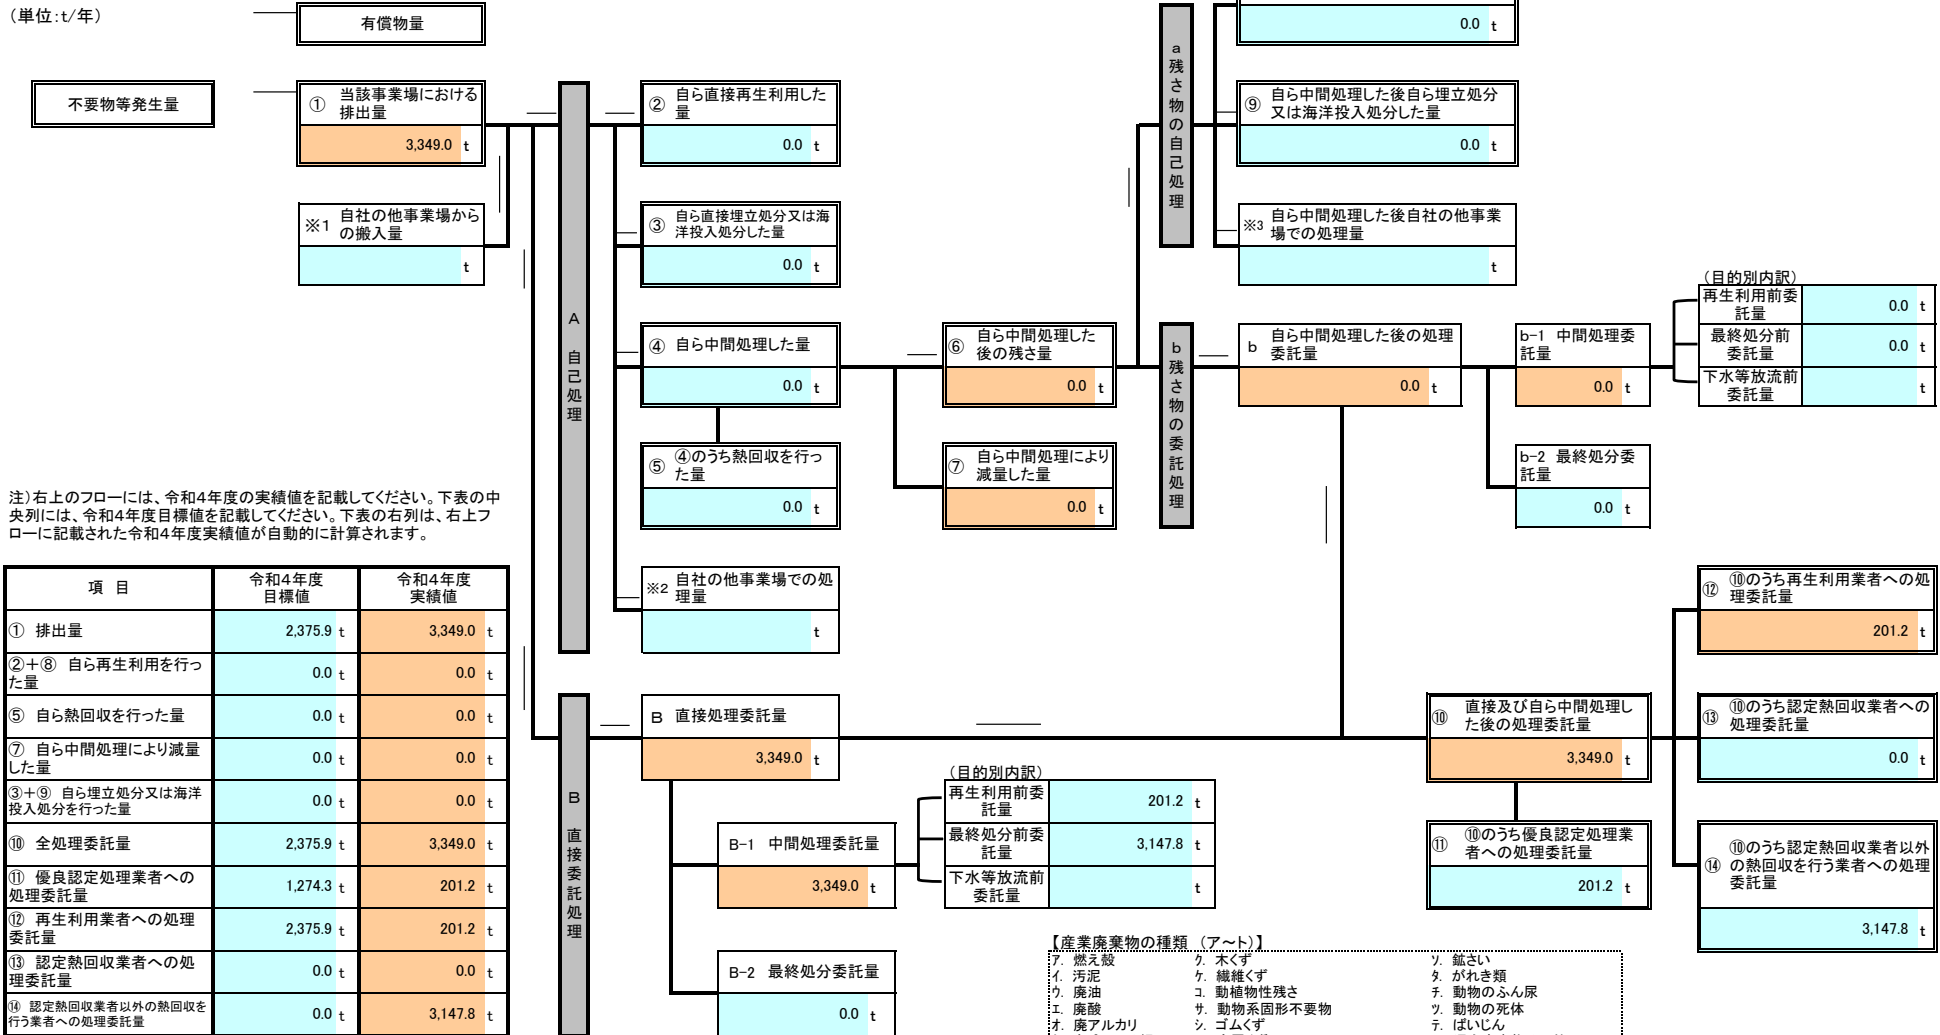 (単位:t/年)
有償物量
0.0 t
不要物等発生量
① 当該事業場における
排出量
3,349.0 t
※1 自社の他事業場から
の搬入量
t
A 自己処理
② 自ら直接再生利用した
量
0.0 t
③ 自ら直接埋立処分又は海
洋投入処分した量
0.0 t
④ 自ら中間処理した量
0.0 t
⑤ ④のうち熱回収を行っ
た量
0.0 t
※2 自社の他事業場での処
理量
t
⑥ 自ら中間処理した
後の残さ量
0.0 t
⑦ 自ら中間処理により
減量した量
0.0 t
a 残さ物の自己処理
⑨ 自ら中間処理した後自ら埋立処分
又は海洋投入処分した量
0.0 t
※3 自ら中間処理した後自社の他事業
場での処理量
t
b 残さ物の委託処理
b 自ら中間処理した後の処理
委託量
0.0 t
b-1 中間処理委
託量
0.0 t
b-2 最終処分委
託量
0.0 t
(目的別内訳)
再生利用前委
託量
0.0 t
最終処分前
委託量
0.0 t
下水等放流前
委託量
t
注)右上のフローには、令和4年度の実績値を記載してください。下表の中
央列には、令和4年度目標値を記載してください。下表の右列は、右上フ
ローに記載された令和4年度実績値が自動的に計算されます。
項 目
令和4年度
目標値
令和4年度
実績値
① 排出量 2,375.9 t 3,349.0 t
②+⑧ 自ら再生利用を行っ
た量 0.0 t 0.0 t
⑤ 自ら熱回収を行った量 0.0 t 0.0 t
⑦ 自ら中間処理により減量
した量 0.0 t 0.0 t
③+⑨ 自ら埋立処分又は海洋
投入処分を行った量 0.0 t 0.0 t
⑩ 全処理委託量 2,375.9 t 3,349.0 t
⑪ 優良認定処理業者への
処理委託量 1,274.3 t 201.2 t
⑫ 再生利用業者への処理
委託量 2,375.9 t 201.2 t
⑬ 認定熱回収業者への処
理委託量 0.0 t 0.0 t
⑭ 認定熱回収業者以外の熱回収を
行う業者への処理委託量 0.0 t 3,147.8 t
B 直接委託処理
B 直接処理委託量
3,349.0 t
B-1 中間処理委託量
3,349.0 t
B-2 最終処分委託量
0.0 t
(目的別内訳)
再生利用前委
託量
201.2 t
最終処分前委
託量
3,147.8 t
下水等放流前
委託量
t
⑩ 直接及び自ら中間処理し
た後の処理委託量
3,349.0 t
⑪ ⑩のうち優良認定処理業
者への処理委託量
201.2 t
⑫ ⑩のうち再生利用業者への処
理委託量
201.2 t
⑬ ⑩のうち認定熱回収業者への
処理委託量
0.0 t
⑭ ⑩のうち認定熱回収業者以外
の熱回収を行う業者への処理
委託量
3,147.8 t
【産業廃棄物の種類 (ア~ト)】
ア. 燃え殻 ク. 木くず ソ. 鉱さい
イ. 汚泥 ケ. 繊維くず タ. がれき類
ウ. 廃油 コ. 動植物性残さ チ. 動物のふん尿
エ. 廃酸 サ. 動物系固形不要物 ツ. 動物の死体
オ. 廃アルカリ シ. ゴムくず テ. ばいじん